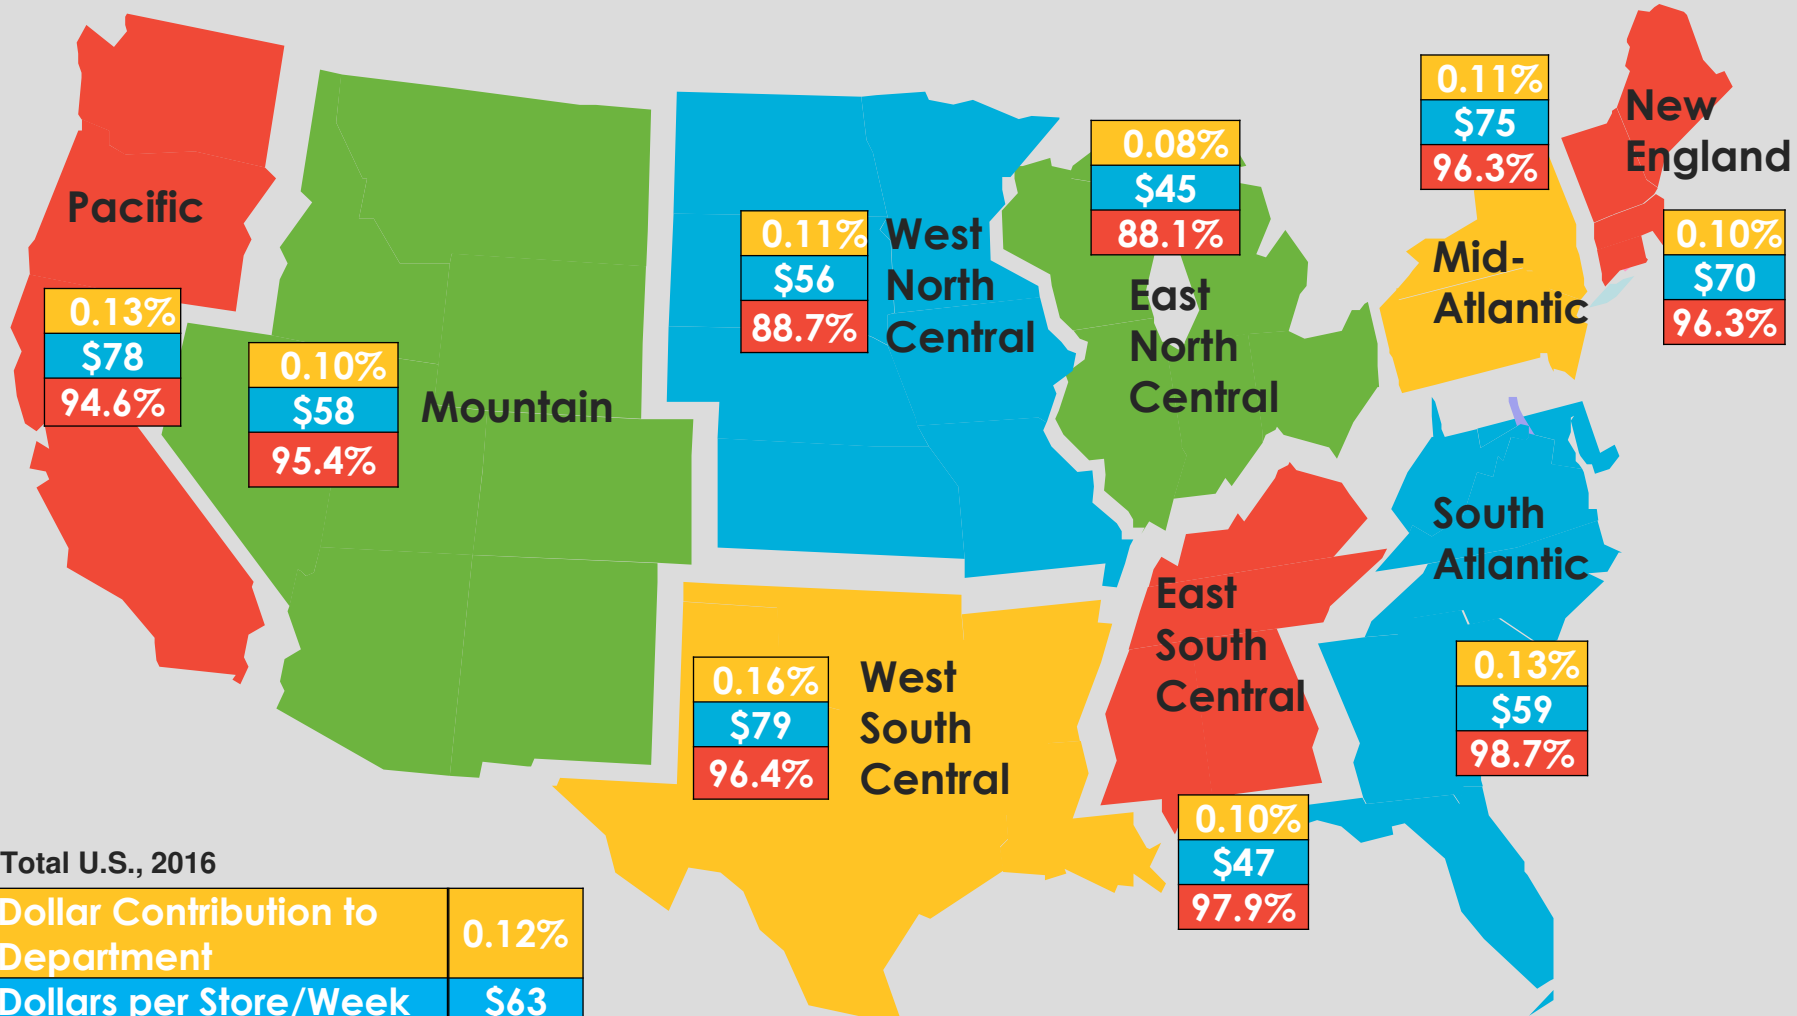 0.11%
$75
96.3%
New
England
0.08%
$45
88.1%
Pacific
0.11%
$56
88.7%
West
North
Central
0.10%
$70
96.3%
Mid-
Atlantic
East
North
Central
0.13%
$78
94.6%
0.10%
$58
95.4%
Mountain
South
Atlantic
East
South
Central
0.16%
$79
96.4%
West
South
Central
0.13%
$59
98.7%
0.10%
$47
97.9%
Total U.S., 2016
Dollar Contribution to
Department
0.12%
Dollars per Store/Week
$63